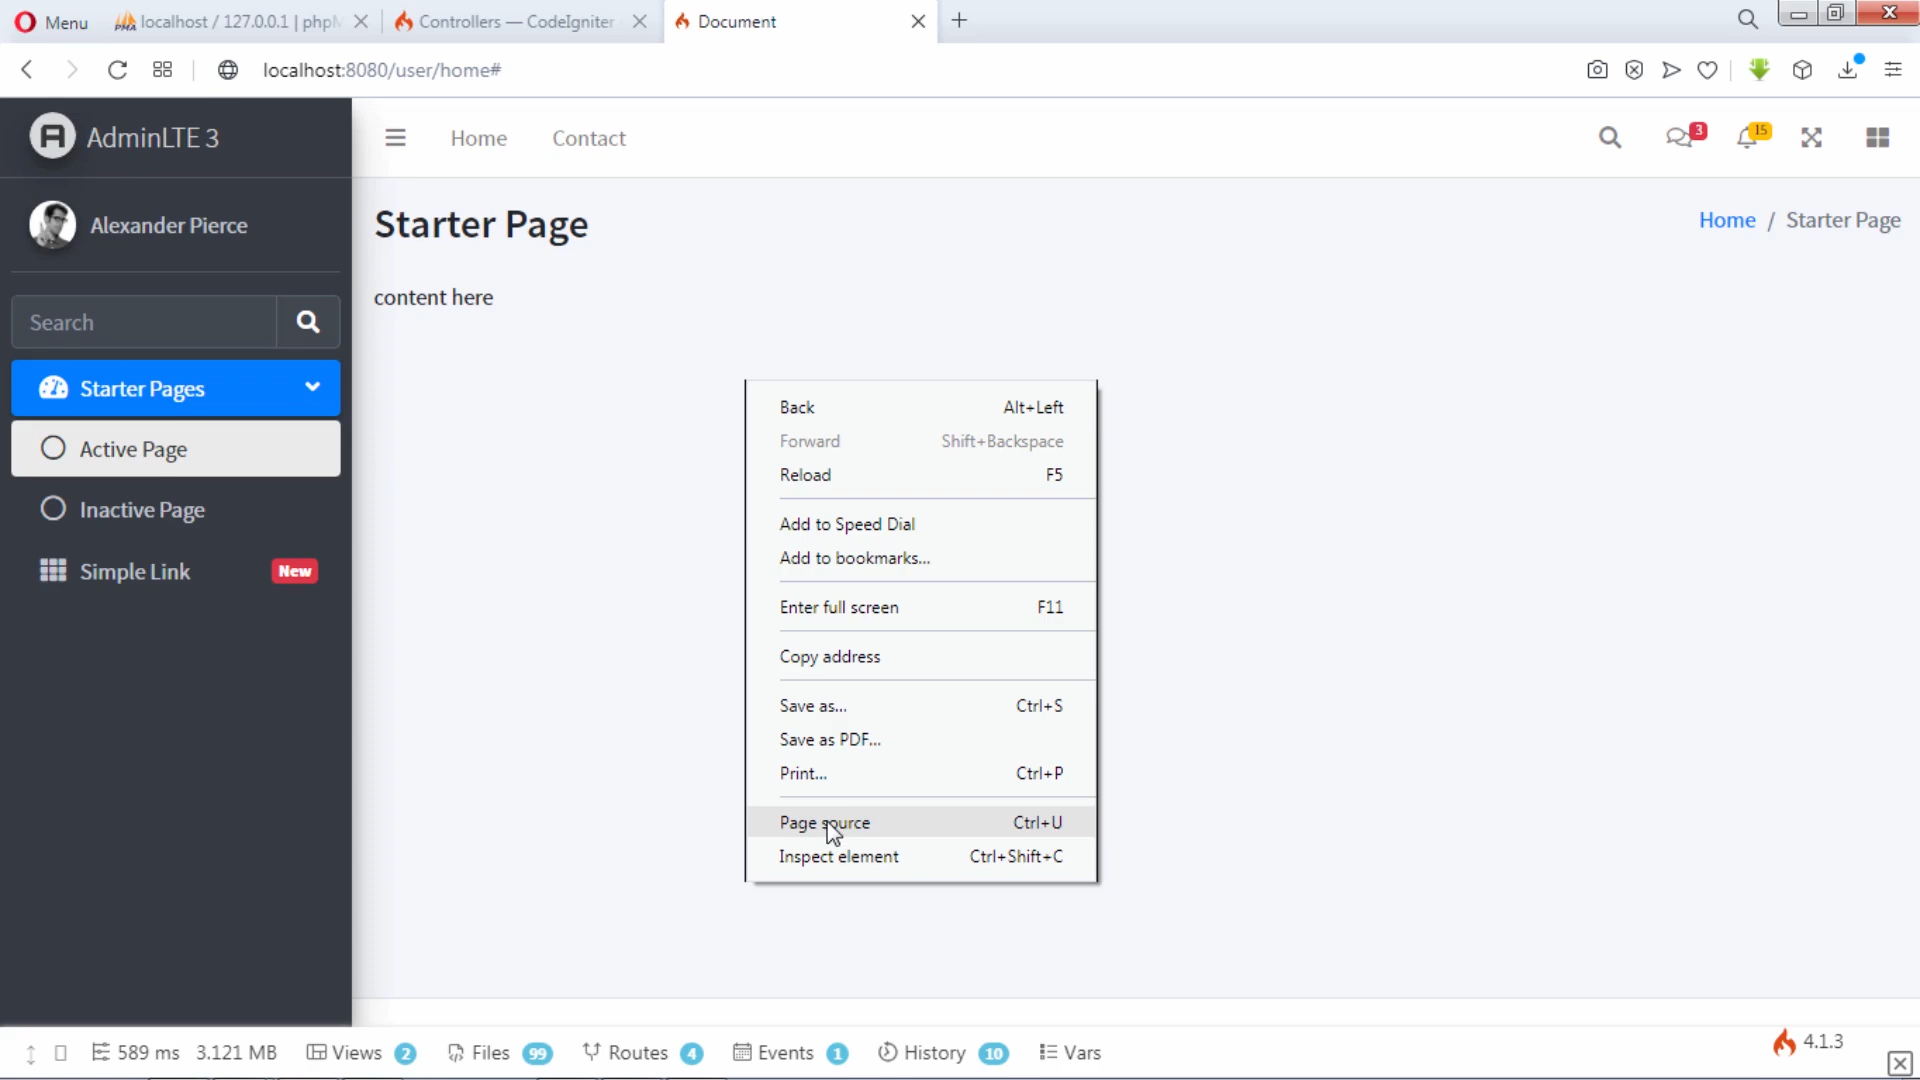 Menu
localhost / 127.0.0.1 | phpM
Controllers — CodeIgniter
Document
localhost:8080/user/home#
AdminLTE 3
Home
Contact
3
15
Alexander Pierce
Starter Page
Home / Starter Page
content here
Search
Starter Pages
Active Page
Inactive Page
Simple Link
New
Back Alt+Left
Forward Shift+Backspace
Reload F5
Add to Speed Dial
Add to bookmarks...
Enter full screen F11
Copy address
Save as... Ctrl+S
Save as PDF...
Print... Ctrl+P
Page source Ctrl+U
Inspect element Ctrl+Shift+C
589 ms 3.121 MB Views 2 Files 99 Routes 4 Events 1 History 10 Vars
4.1.3